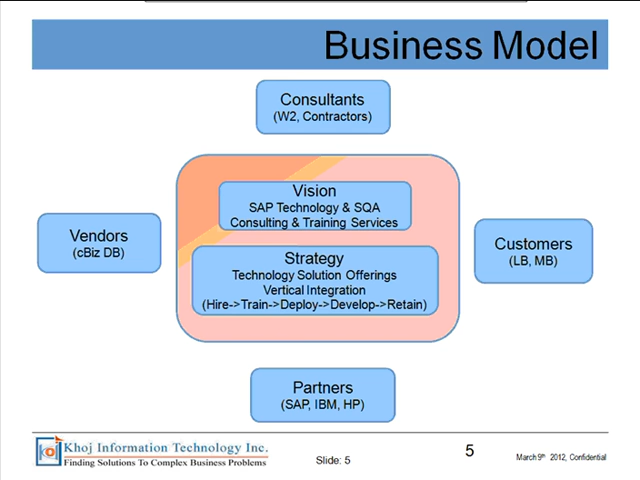 Business Model
Consultants
(W2, Contractors)
Vision
SAP Technology & SQA
Consulting & Training Services
Vendors
(cBiz DB)
Customers
(LB, MB)
Strategy
Technology Solution Offerings
Vertical Integration
(Hire->Train->Deploy->Develop->Retain)
Partners
(SAP, IBM, HP)
Khoj Information Technology Inc.
Finding Solutions To Complex Business Problems
Slide: 5
5
March 9th 2012, Confidential